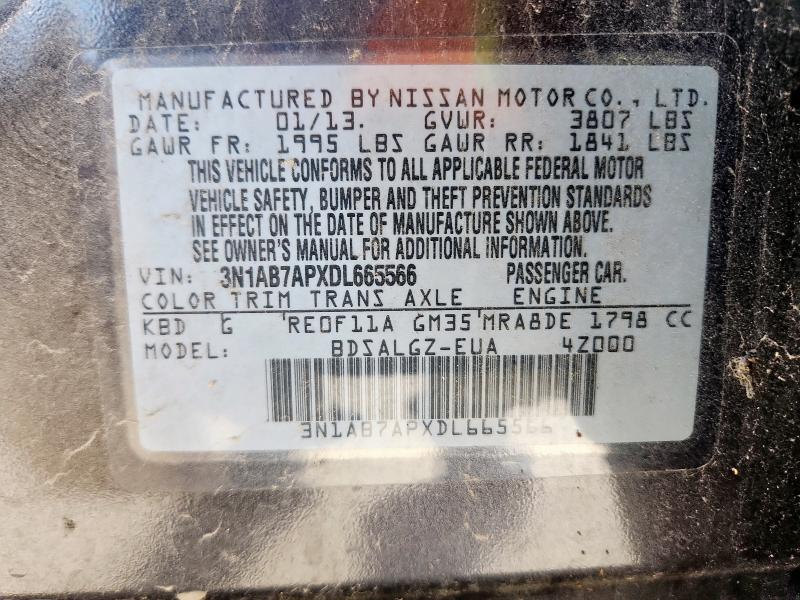 MANUFACTURED BY NISSAN MOTOR CO., LTD.
DATE: 01/13. GVWR: 3807 LBS
GAWR FR: 1995 LBS GAWR RR: 1841 LBS
THIS VEHICLE CONFORMS TO ALL APPLICABLE FEDERAL MOTOR
VEHICLE SAFETY, BUMPER AND THEFT PREVENTION STANDARDS
IN EFFECT ON THE DATE OF MANUFACTURE SHOWN ABOVE.
SEE OWNER'S MANUAL FOR ADDITIONAL INFORMATION.
VIN: 3N1AB7APXDL665566 PASSENGER CAR.
COLOR TRIM TRANS AXLE ENGINE
KBD G 'RE0F11A GM35'MRA8DE 1798 CC
MODEL: BDSALGZ-EUA 4Z000
3N1AB7APXDL665566